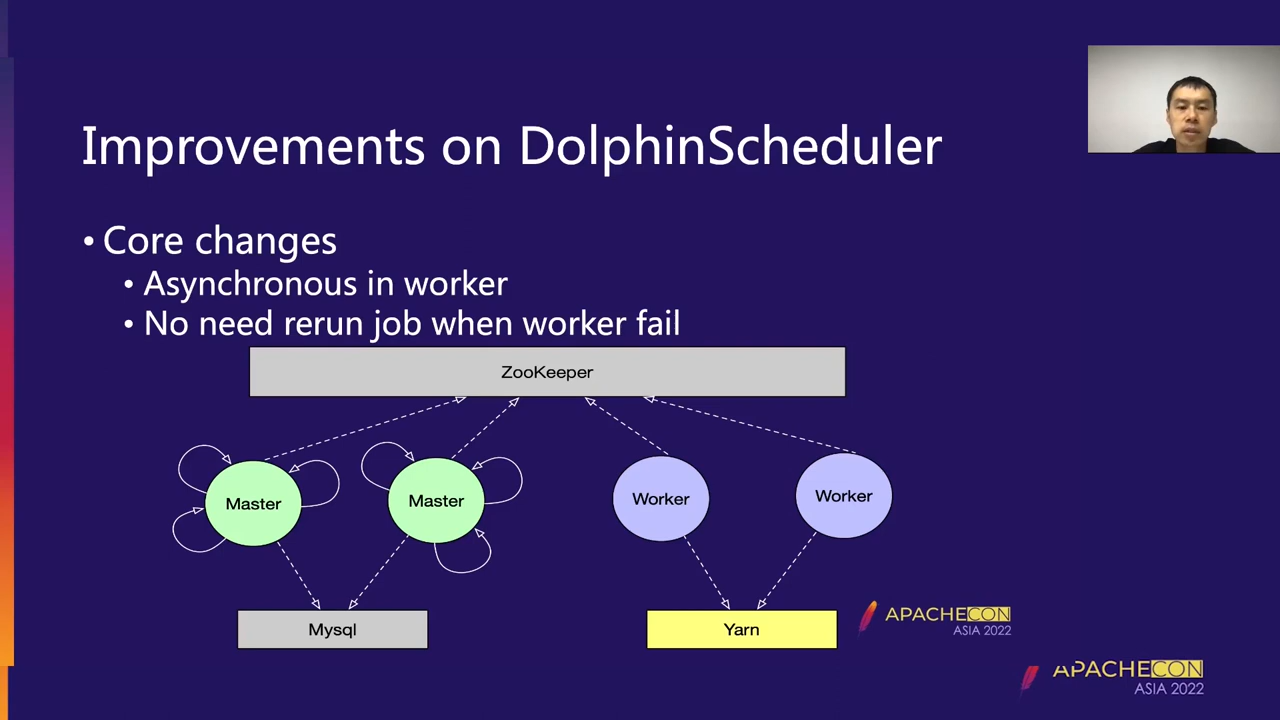 Improvements on DolphinScheduler
• Core changes
• Asynchronous in worker
• No need rerun job when worker fail
ZooKeeper
Master
Master
Worker
Worker
Mysql
Yarn
APACHECON
ASIA 2022
APACHECON
ASIA 2022